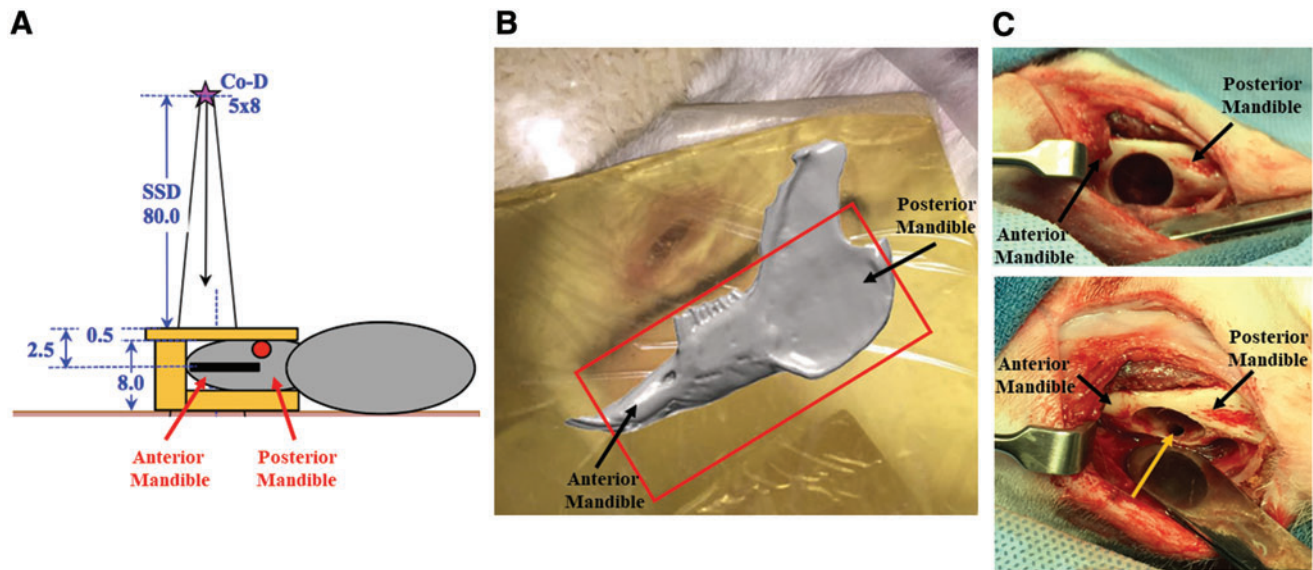 A
Co-D
5x8
SSD
80.0
2.5
0.5
8.0
Anterior
Mandible
Posterior
Mandible
B
Posterior
Mandible
Anterior
Mandible
C
Posterior
Mandible
Anterior
Mandible
Anterior
Mandible
Posterior
Mandible